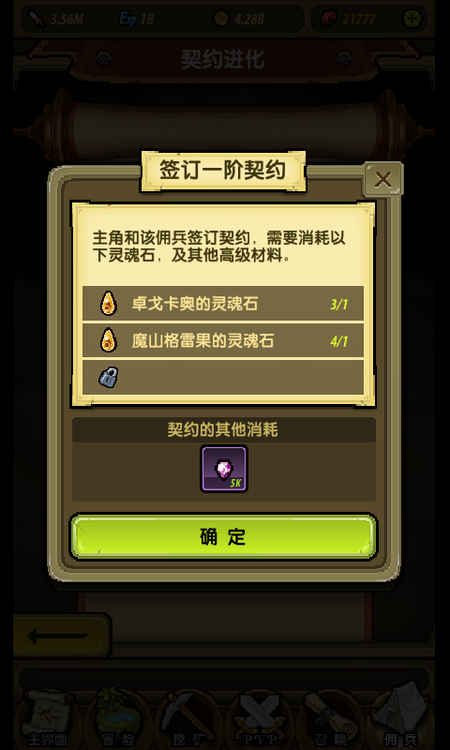 3.56M
Exp 1B
4.28B
21777
契约进化
签订一阶契约
主角和该佣兵签订契约，需要消耗以
下灵魂石，及其他高级材料。
卓戈卡奥的灵魂石 3/1
魔山格雷果的灵魂石 4/1
契约的其他消耗
5K
确定
主界面
冒险
挖矿
PVP
召唤
佣兵